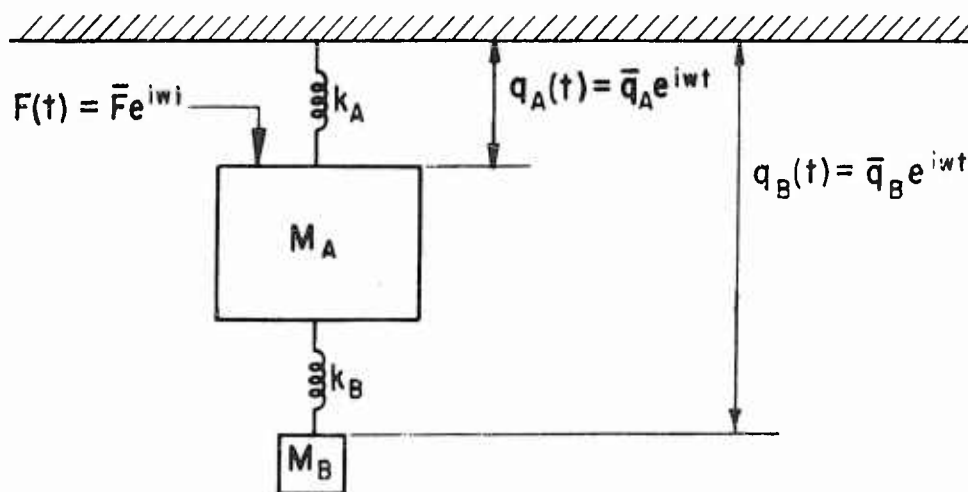 F(t) = F̄e^{iwi}
k_A
q_A(t) = q̄_A e^{iwt}
q_B(t) = q̄_B e^{iwt}
M_A
k_B
M_B